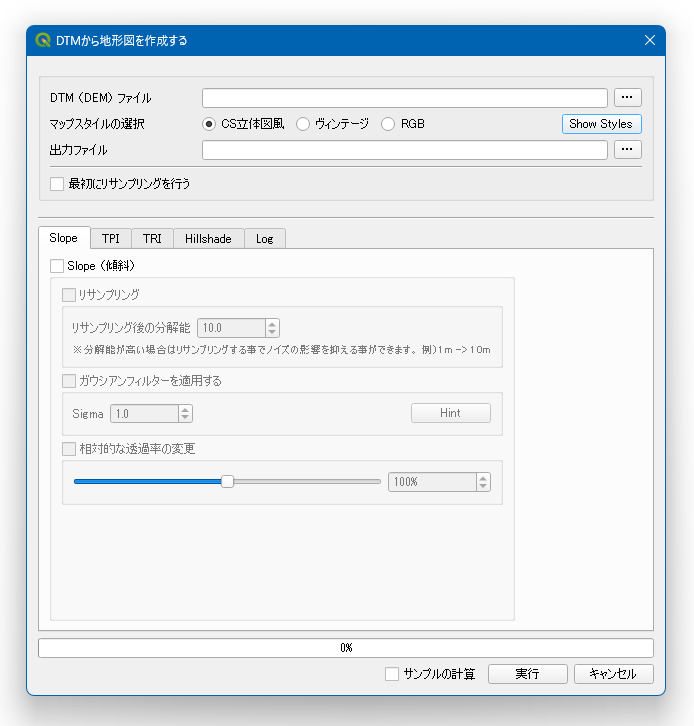 DTMから地形図を作成する
DTM（DEM）ファイル ...
マップスタイルの選択 CS立体図風 ヴィンテージ RGB Show Styles
出力ファイル ...
最初にリサンプリングを行う
Slope TPI TRI Hillshade Log
Slope（傾斜）
リサンプリング
リサンプリング後の分解能 10.0
※分解能が高い場合はリサンプリングする事でノイズの影響を抑える事ができます。例)1m->10m
ガウシアンフィルターを適用する
Sigma 1.0 Hint
相対的な透過率の変更
100%
0%
サンプルの計算 実行 キャンセル